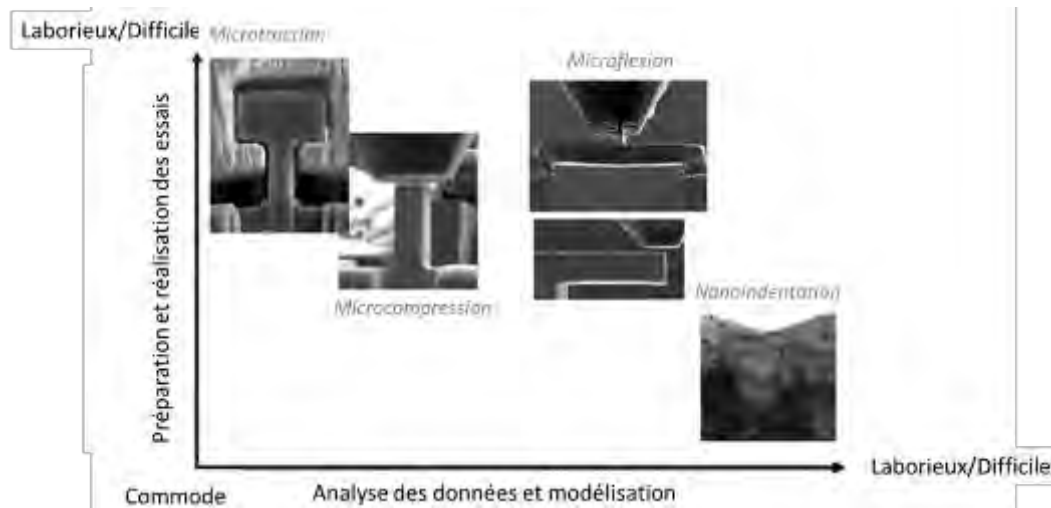 Laborieux/Difficile
Microtraction
Microflexion
Préparation et réalisation des essais
Microcompression
Nanoindentation
Laborieux/Difficile
Commode
Analyse des données et modélisation